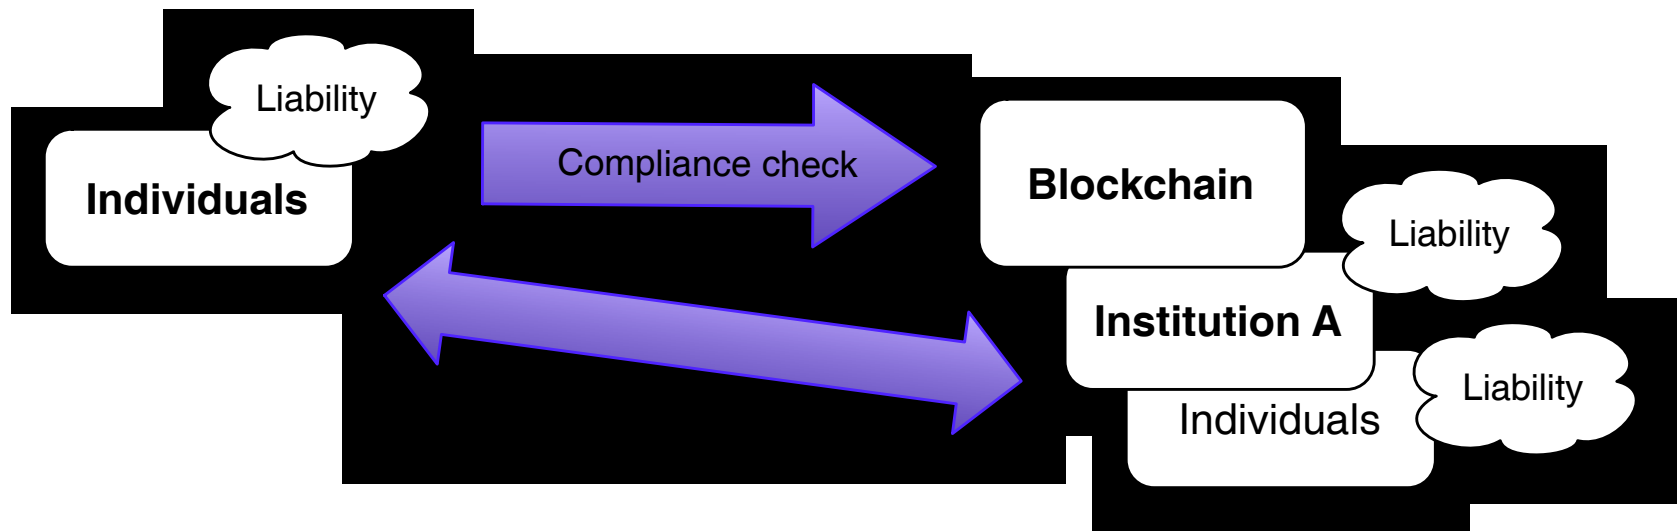 Liability
Individuals
Compliance check
Blockchain
Liability
Institution A
Liability
Individuals